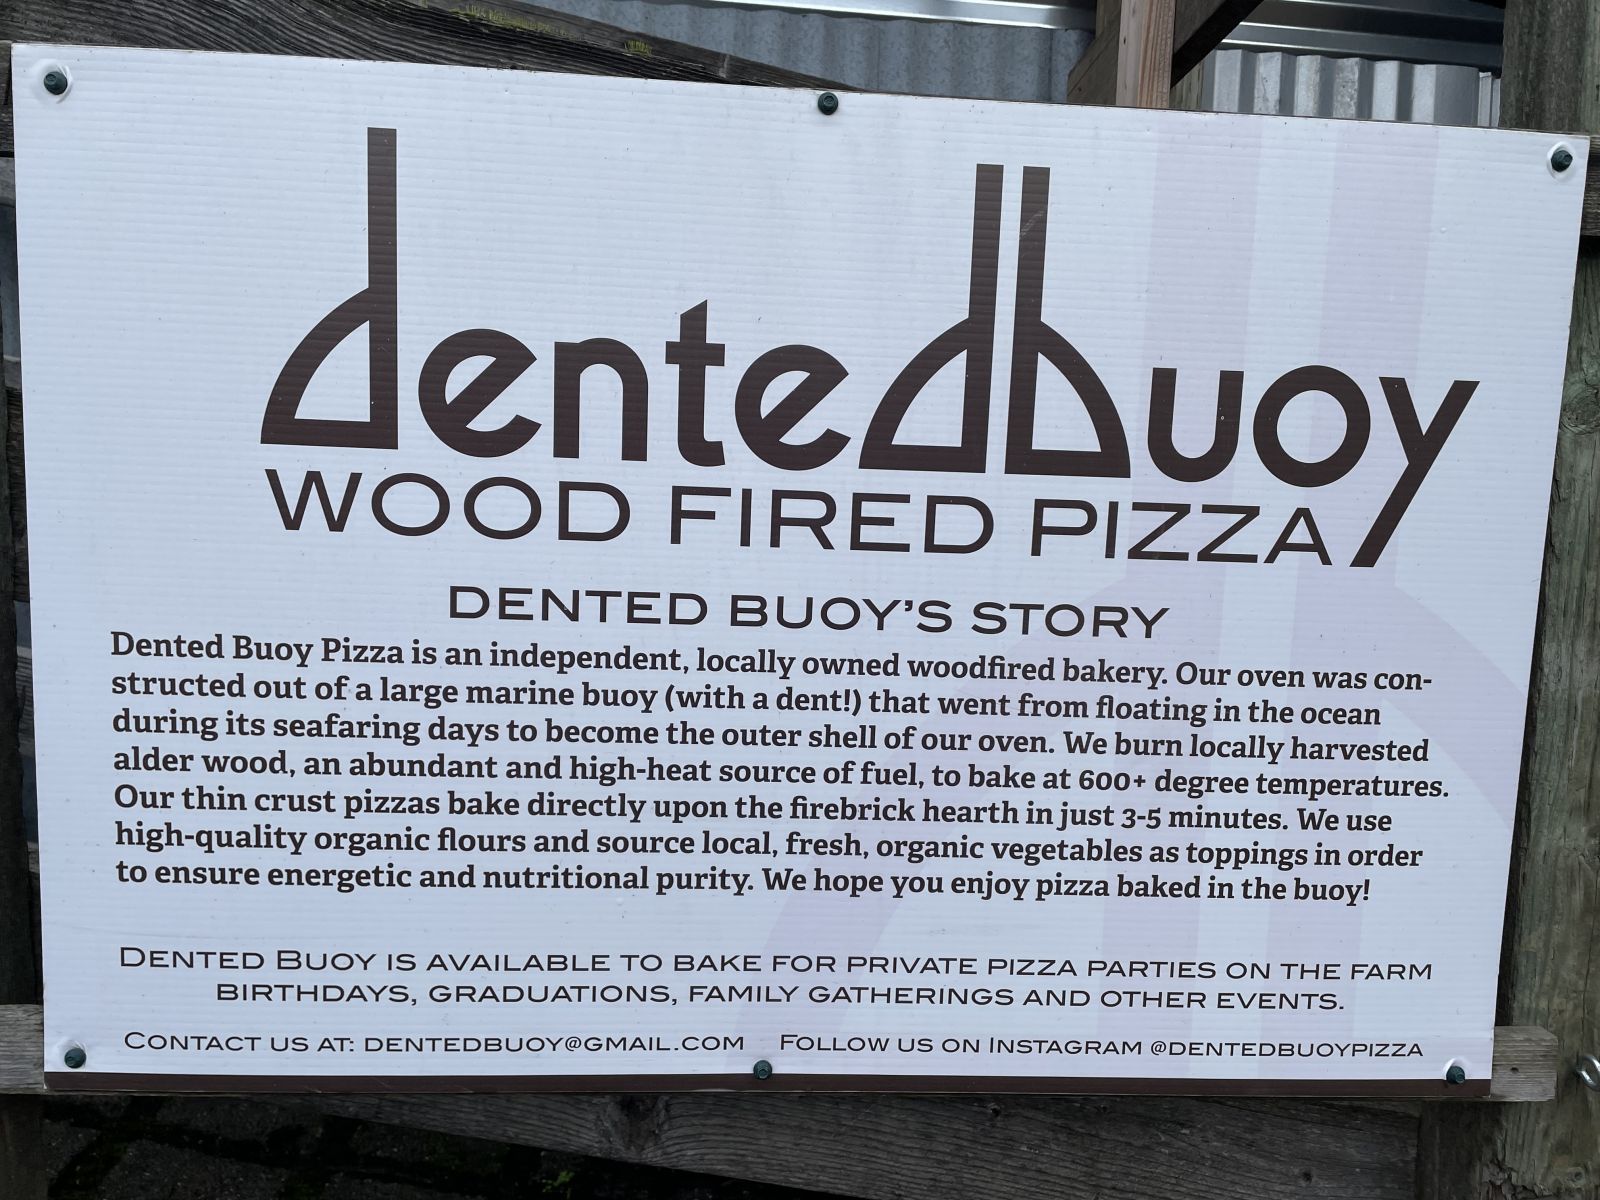 dentedbuoy
WOOD FIRED PIZZA
DENTED BUOY'S STORY
Dented Buoy Pizza is an independent, locally owned woodfired bakery. Our oven was con-
structed out of a large marine buoy (with a dent!) that went from floating in the ocean
during its seafaring days to become the outer shell of our oven. We burn locally harvested
alder wood, an abundant and high-heat source of fuel, to bake at 600+ degree temperatures.
Our thin crust pizzas bake directly upon the firebrick hearth in just 3-5 minutes. We use
high-quality organic flours and source local, fresh, organic vegetables as toppings in order
to ensure energetic and nutritional purity. We hope you enjoy pizza baked in the buoy!
DENTED BUOY IS AVAILABLE TO BAKE FOR PRIVATE PIZZA PARTIES ON THE FARM
BIRTHDAYS, GRADUATIONS, FAMILY GATHERINGS AND OTHER EVENTS.
CONTACT US AT: DENTEDBUOY@GMAIL.COM FOLLOW US ON INSTAGRAM @DENTEDBUOYPIZZA